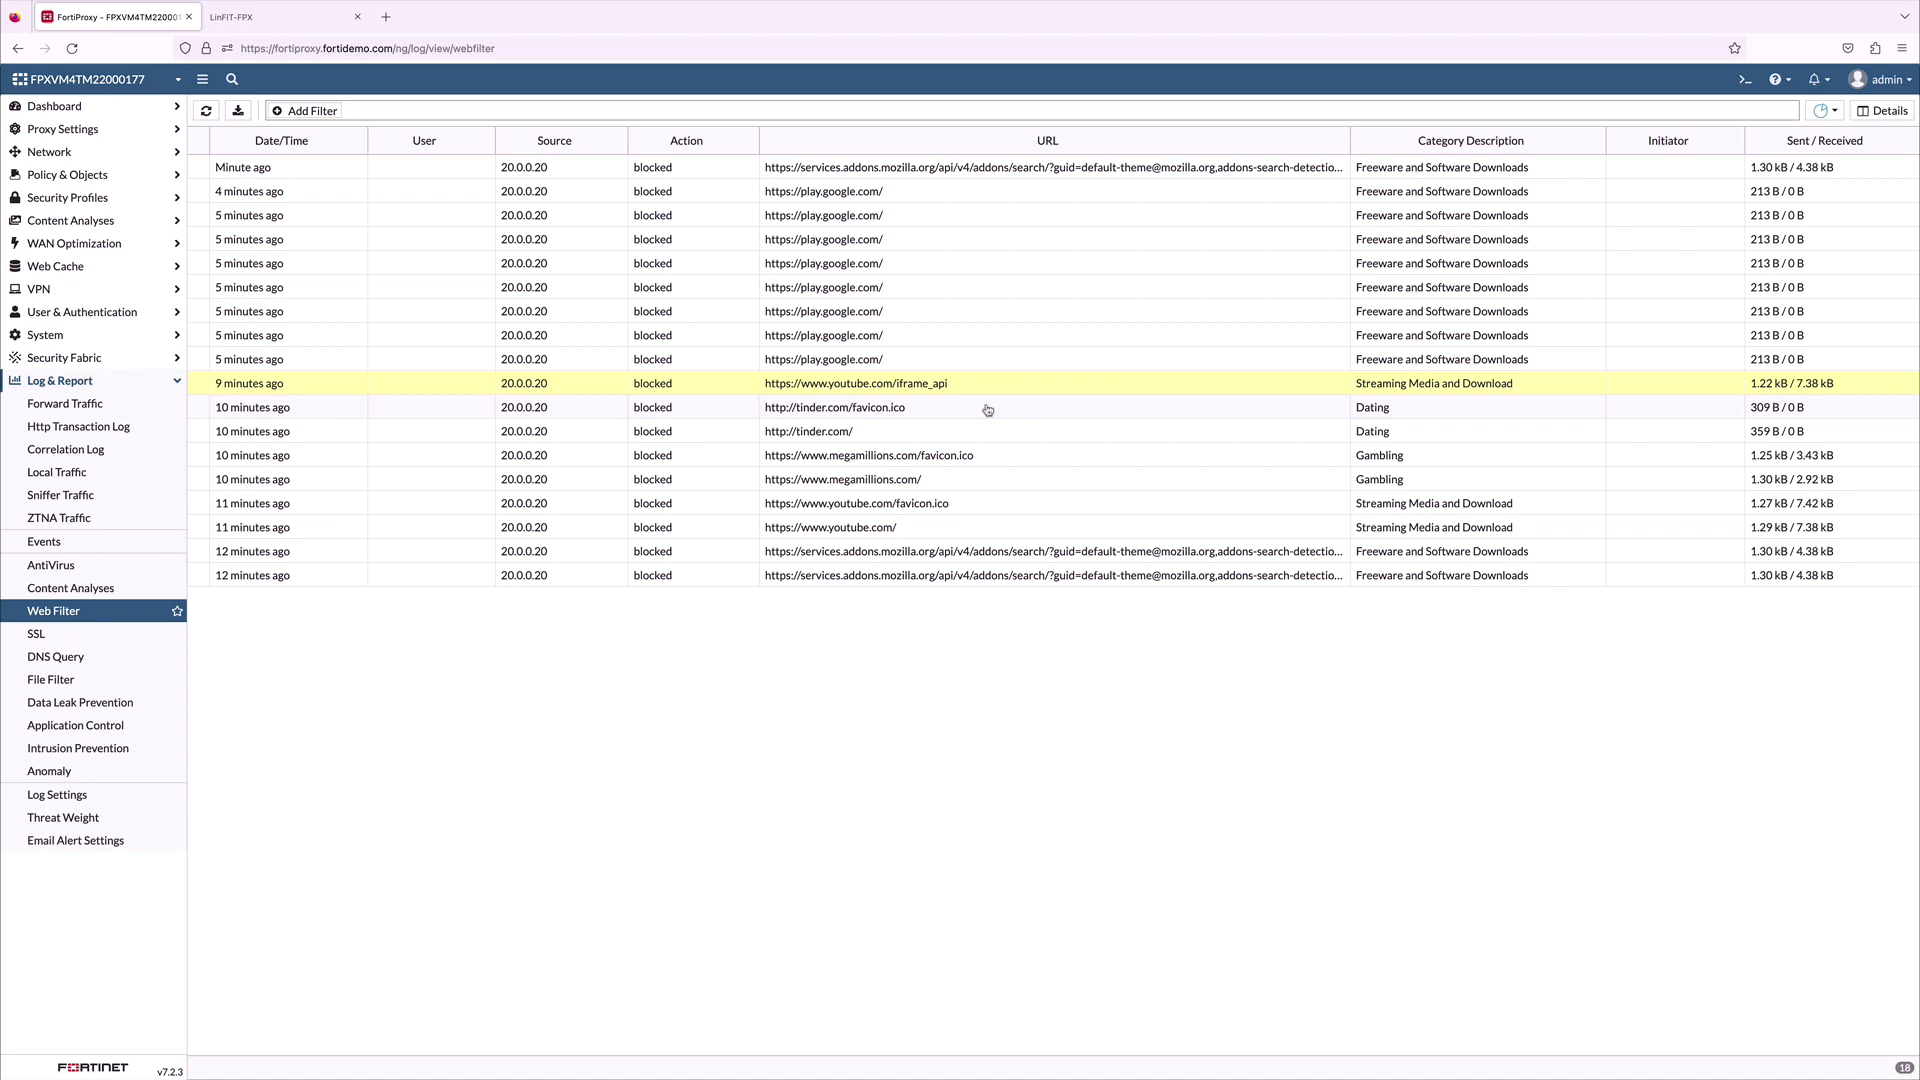 FortiProxy - FPXVM4TM2200017
LinFIT-FPX
https://fortiproxy.fortidemo.com/ng/log/view/webfilter
FPXVM4TM22000177
admin
Dashboard
Proxy Settings
Network
Policy & Objects
Security Profiles
Content Analyses
WAN Optimization
Web Cache
VPN
User & Authentication
System
Security Fabric
Log & Report
Forward Traffic
Http Transaction Log
Correlation Log
Local Traffic
Sniffer Traffic
ZTNA Traffic
Events
AntiVirus
Content Analyses
Web Filter
SSL
DNS Query
File Filter
Data Leak Prevention
Application Control
Intrusion Prevention
Anomaly
Log Settings
Threat Weight
Email Alert Settings
FORTINET v7.2.3
Add Filter Details
Date/Time User Source Action URL Category Description Initiator Sent / Received
Minute ago 20.0.0.20 blocked https://services.addons.mozilla.org/api/v4/addons/search/?guid=default-theme@mozilla.org,addons-search-detectio... Freeware and Software Downloads 1.30 kB / 4.38 kB
4 minutes ago 20.0.0.20 blocked https://play.google.com/ Freeware and Software Downloads 213 B / 0 B
5 minutes ago 20.0.0.20 blocked https://play.google.com/ Freeware and Software Downloads 213 B / 0 B
5 minutes ago 20.0.0.20 blocked https://play.google.com/ Freeware and Software Downloads 213 B / 0 B
5 minutes ago 20.0.0.20 blocked https://play.google.com/ Freeware and Software Downloads 213 B / 0 B
5 minutes ago 20.0.0.20 blocked https://play.google.com/ Freeware and Software Downloads 213 B / 0 B
5 minutes ago 20.0.0.20 blocked https://play.google.com/ Freeware and Software Downloads 213 B / 0 B
5 minutes ago 20.0.0.20 blocked https://play.google.com/ Freeware and Software Downloads 213 B / 0 B
5 minutes ago 20.0.0.20 blocked https://play.google.com/ Freeware and Software Downloads 213 B / 0 B
9 minutes ago 20.0.0.20 blocked https://www.youtube.com/iframe_api Streaming Media and Download 1.22 kB / 7.38 kB
10 minutes ago 20.0.0.20 blocked http://tinder.com/favicon.ico Dating 309 B / 0 B
10 minutes ago 20.0.0.20 blocked http://tinder.com/ Dating 359 B / 0 B
10 minutes ago 20.0.0.20 blocked https://www.megamillions.com/favicon.ico Gambling 1.25 kB / 3.43 kB
10 minutes ago 20.0.0.20 blocked https://www.megamillions.com/ Gambling 1.30 kB / 2.92 kB
11 minutes ago 20.0.0.20 blocked https://www.youtube.com/favicon.ico Streaming Media and Download 1.27 kB / 7.42 kB
11 minutes ago 20.0.0.20 blocked https://www.youtube.com/ Streaming Media and Download 1.29 kB / 7.38 kB
12 minutes ago 20.0.0.20 blocked https://services.addons.mozilla.org/api/v4/addons/search/?guid=default-theme@mozilla.org,addons-search-detectio... Freeware and Software Downloads 1.30 kB / 4.38 kB
12 minutes ago 20.0.0.20 blocked https://services.addons.mozilla.org/api/v4/addons/search/?guid=default-theme@mozilla.org,addons-search-detectio... Freeware and Software Downloads 1.30 kB / 4.38 kB
18